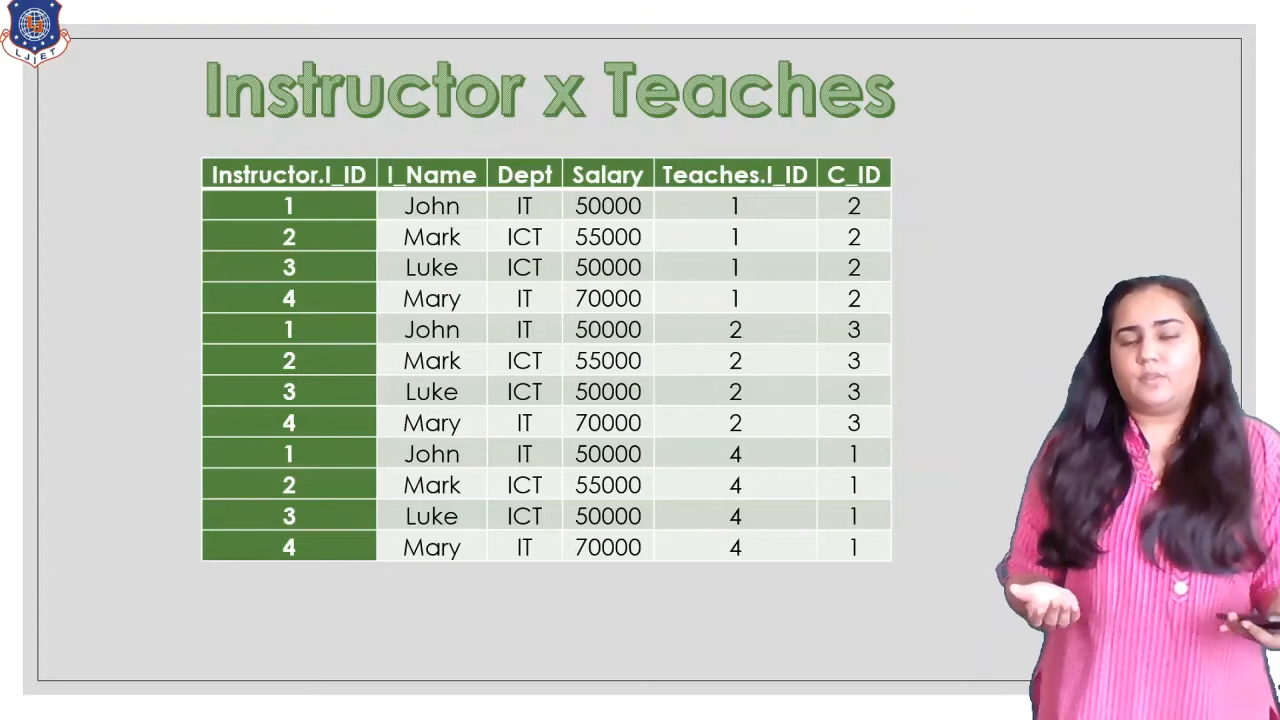 LJIET
Instructor x Teaches
Instructor.I_ID I_Name Dept Salary Teaches.I_ID C_ID
1 John IT 50000 1 2
2 Mark ICT 55000 1 2
3 Luke ICT 50000 1 2
4 Mary IT 70000 1 2
1 John IT 50000 2 3
2 Mark ICT 55000 2 3
3 Luke ICT 50000 2 3
4 Mary IT 70000 2 3
1 John IT 50000 4 1
2 Mark ICT 55000 4 1
3 Luke ICT 50000 4 1
4 Mary IT 70000 4 1